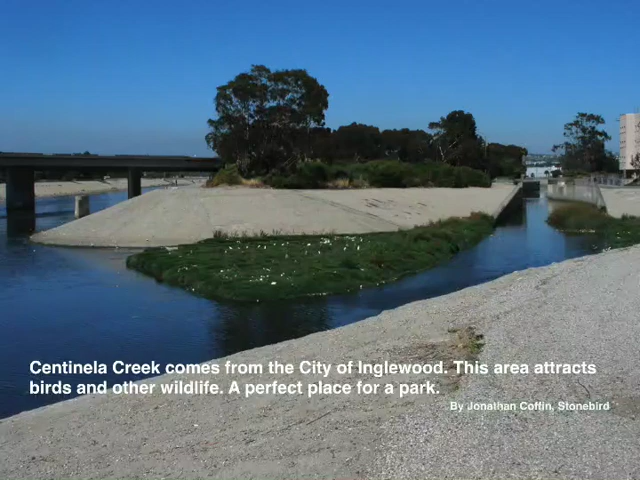 Centinela Creek comes from the City of Inglewood. This area attracts
birds and other wildlife. A perfect place for a park.
By Jonathan Coffin, Stonebird